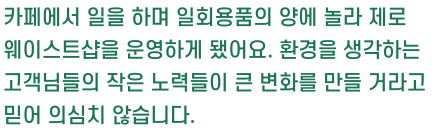 카페에서 일을 하며 일회용품의 양에 놀라 제로
웨이스트샵을 운영하게 됐어요. 환경을 생각하는
고객님들의 작은 노력들이 큰 변화를 만들 거라고
믿어 의심치 않습니다.